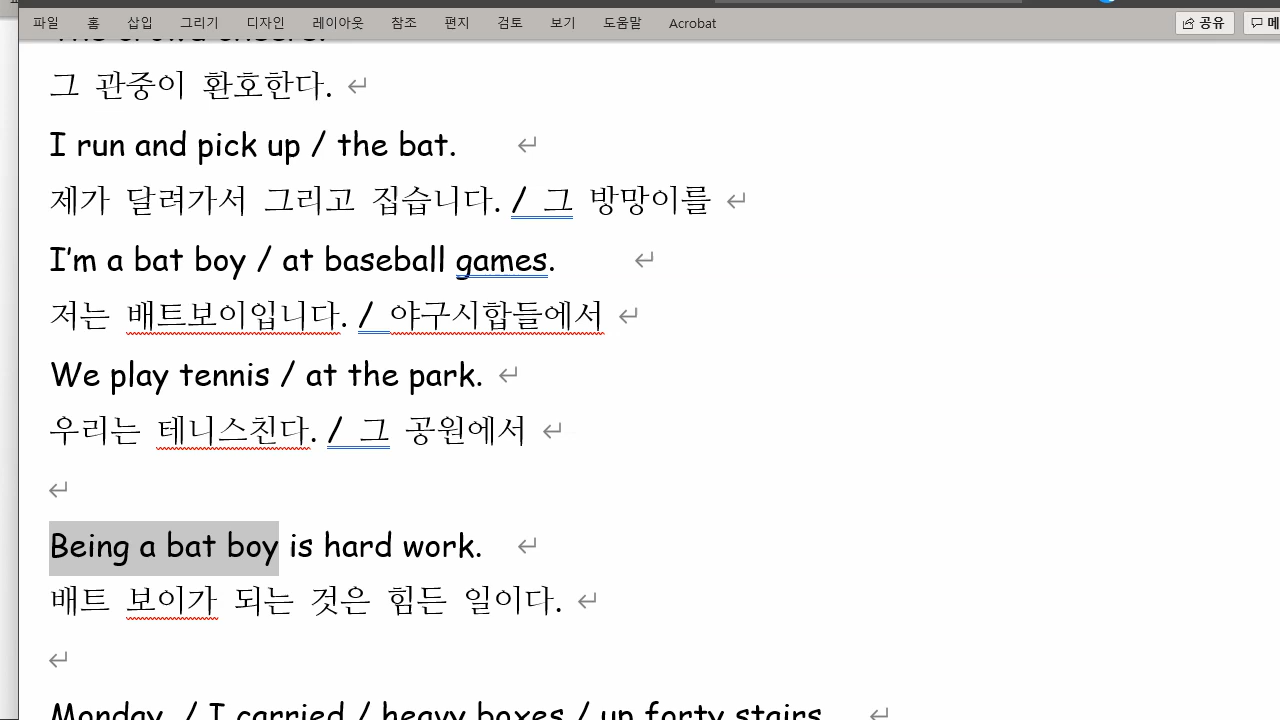 파일 홈 삽입 그리기 디자인 레이아웃 참조 편지 검토 보기 도움말 Acrobat 공유
The crowd cheers.
그 관중이 환호한다.
I run and pick up / the bat.
제가 달려가서 그리고 집습니다. / 그 방망이를
I'm a bat boy / at baseball games.
저는 배트보이입니다. / 야구시합들에서
We play tennis / at the park.
우리는 테니스친다. / 그 공원에서
Being a bat boy is hard work.
배트 보이가 되는 것은 힘든 일이다.
Monday, / I carried / heavy boxes / up forty stairs.